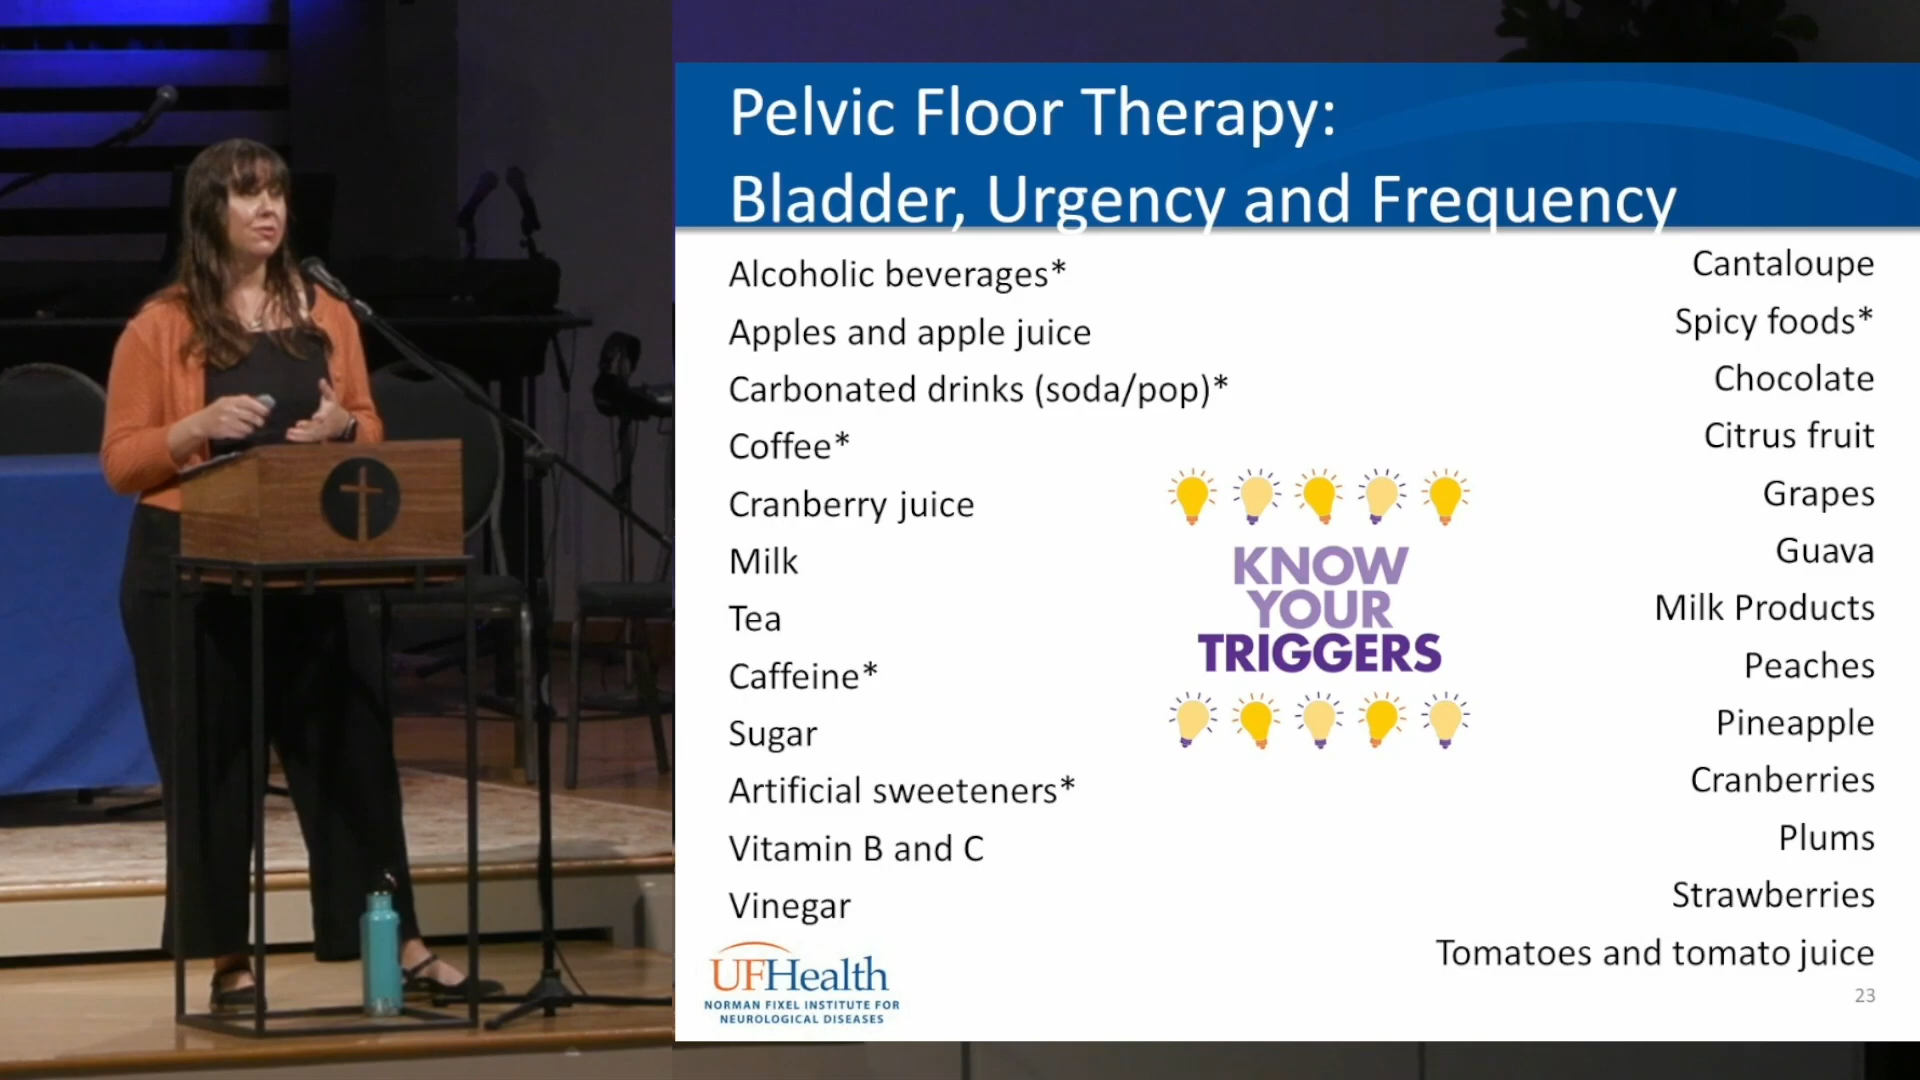 Pelvic Floor Therapy:
Bladder, Urgency and Frequency
Alcoholic beverages*
Apples and apple juice
Carbonated drinks (soda/pop)*
Coffee*
Cranberry juice
Milk
Tea
Caffeine*
Sugar
Artificial sweeteners*
Vitamin B and C
Vinegar
KNOW
YOUR
TRIGGERS
Cantaloupe
Spicy foods*
Chocolate
Citrus fruit
Grapes
Guava
Milk Products
Peaches
Pineapple
Cranberries
Plums
Strawberries
Tomatoes and tomato juice
UFHealth
NORMAN FIXEL INSTITUTE FOR
NEUROLOGICAL DISEASES
23